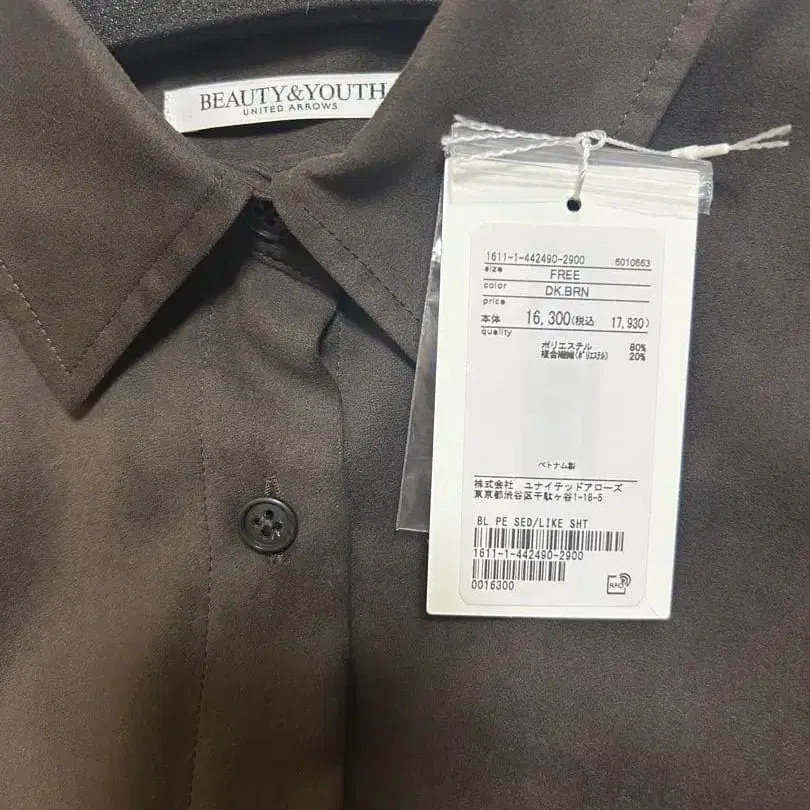 BEAUTY&YOUTH
UNITED ARROWS
1611-1-442490-2900 6010663
size FREE
color DK.BRN
price
本体 16,300(税込 17,930)
quality
ポリエステル 80%
複合繊維(ポリエステル) 20%
ベトナム製
株式会社 ユナイテッドアローズ
東京都渋谷区千駄ヶ谷1-16-5
BL PE SED/LIKE SHT
1611-1-442490-2900
0016300